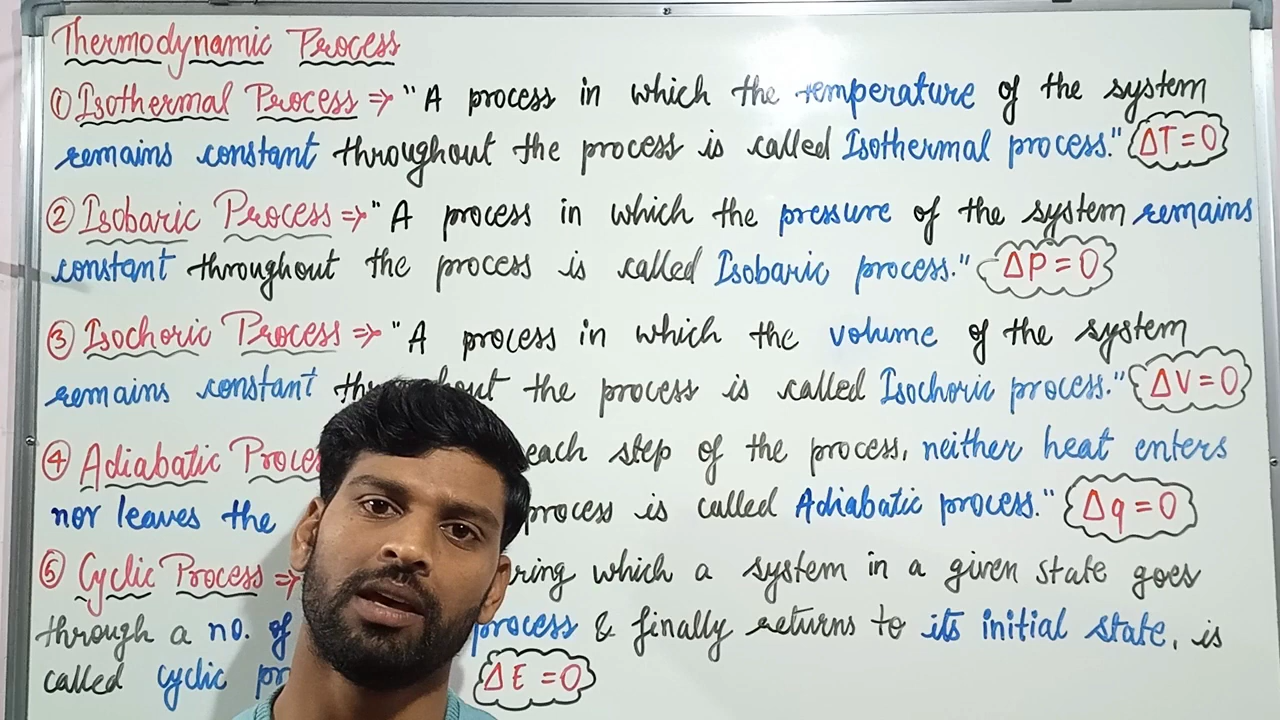 Thermodynamic Process
① Isothermal Process ⇒ "A process in which the temperature of the system
remains constant throughout the process is called Isothermal process." ΔT=0
② Isobaric Process ⇒ "A process in which the pressure of the system remains
constant throughout the process is called Isobaric process." ΔP=0
③ Isochoric Process ⇒ "A process in which the volume of the system
remains constant throughout the process is called Isochoric process." ΔV=0
④ Adiabatic each step of the process, neither heat enters
nor leaves the process is called Adiabatic process." Δq=0
⑤ Cyclic Process ⇒ which a system in a given state goes
through a no. of process & finally returns to its initial state, is
called cyclic ΔE=0